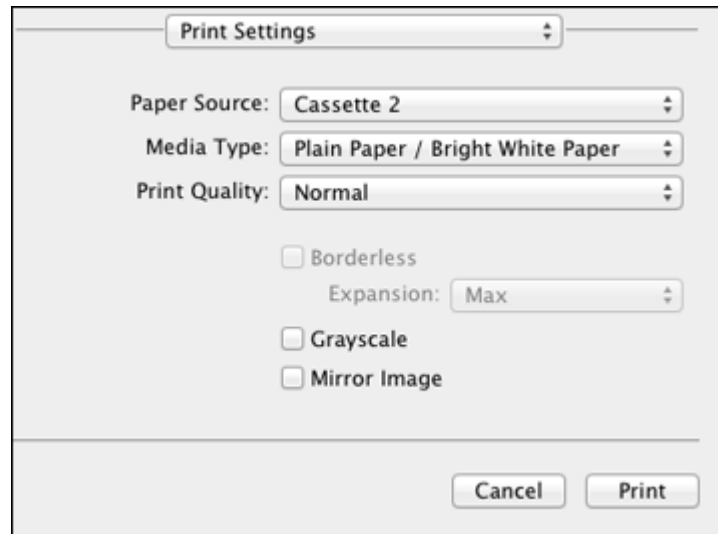 Print Settings
Paper Source: Cassette 2
Media Type: Plain Paper / Bright White Paper
Print Quality: Normal
Borderless
Expansion: Max
Grayscale
Mirror Image
Cancel Print